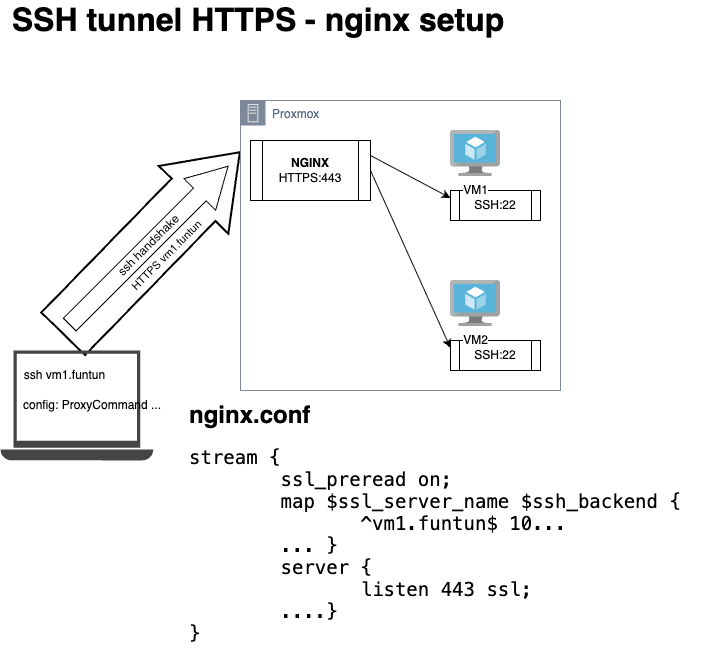 SSH tunnel HTTPS - nginx setup
Proxmox
NGINX
HTTPS:443
VM1
SSH:22
VM2
SSH:22
ssh handshake
HTTPS vm1.funtun
ssh vm1.funtun
config: ProxyCommand ...
nginx.conf
stream {
ssl_preread on;
map $ssl_server_name $ssh_backend {
^vm1.funtun$ 10...
... }
server {
listen 443 ssl;
....}
}